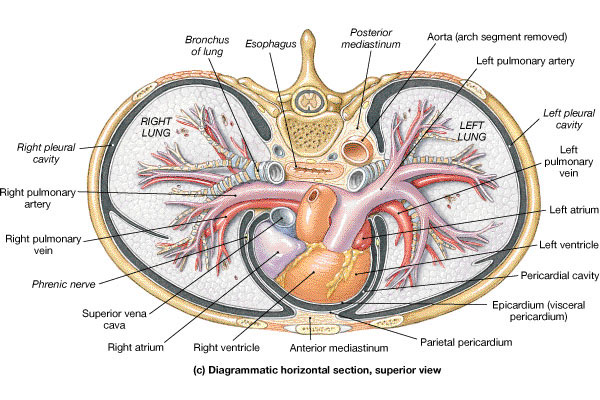 Bronchus
of lung
Esophagus
Posterior
mediastinum
Aorta (arch segment removed)
Left pulmonary artery
RIGHT
LUNG
LEFT
LUNG
Left pleural
cavity
Right pleural
cavity
Left
pulmonary
vein
Right pulmonary
artery
Left atrium
Right pulmonary
vein
Left ventricle
Pericardial cavity
Phrenic nerve
Epicardium (visceral
pericardium)
Superior vena
cava
Parietal pericardium
Right atrium
Right ventricle
Anterior mediastinum
(c) Diagrammatic horizontal section, superior view